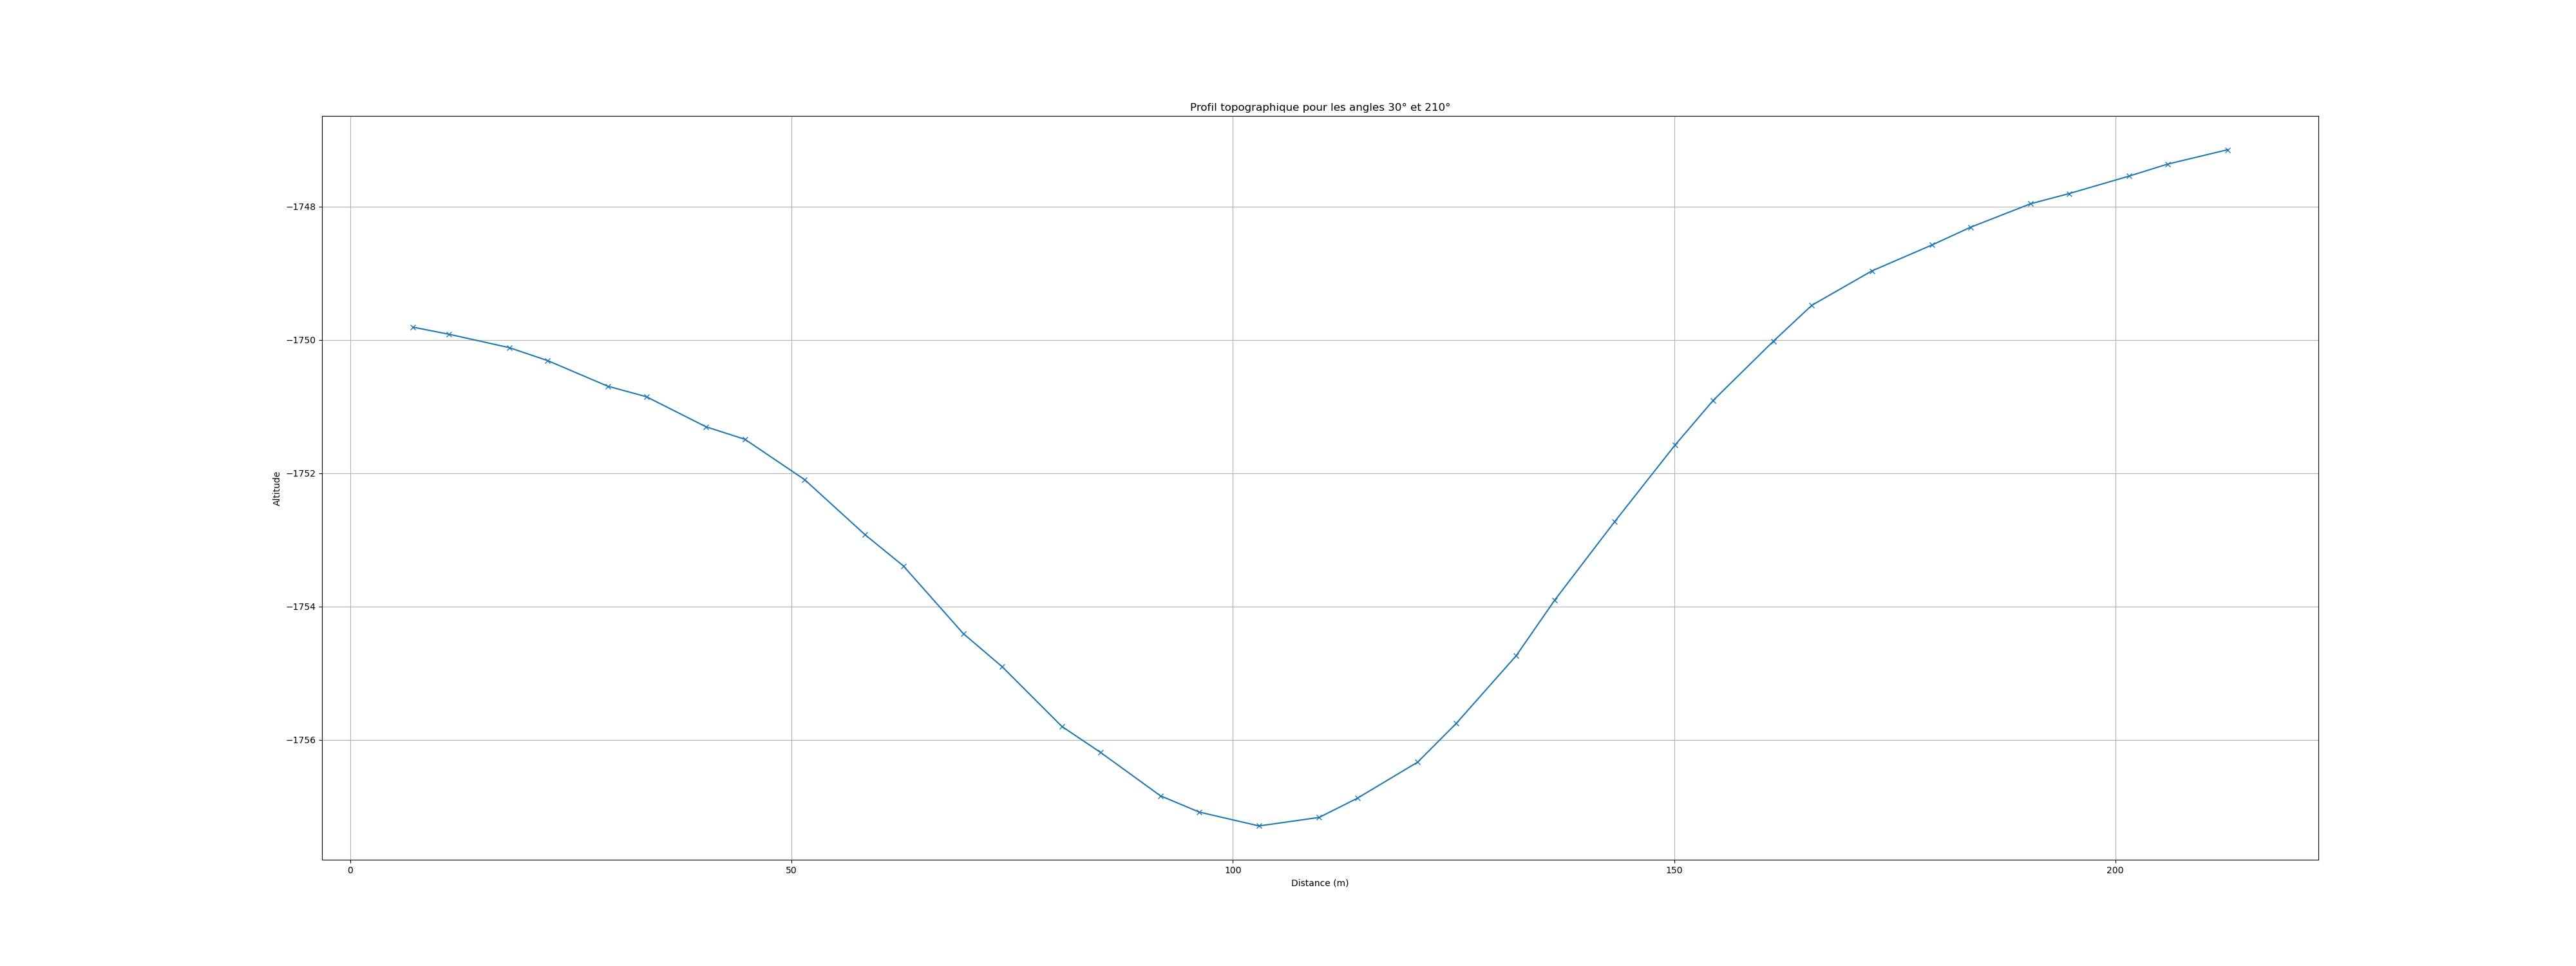 Profil topographique pour les angles 30° et 210°
Altitude
−1748
−1750
−1752
−1754
−1756
0 50 100 150 200
Distance (m)